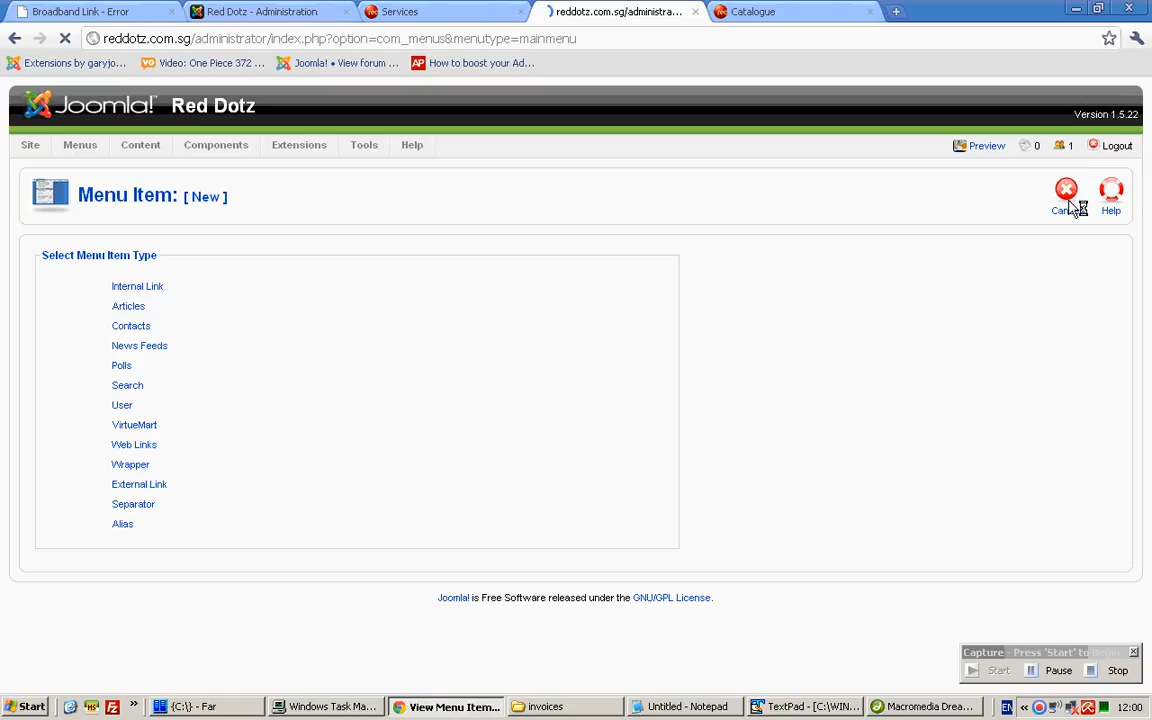 Broadband Link - Error
Red Dotz - Administration
Services
reddotz.com.sg/administra...
Catalogue
reddotz.com.sg/administrator/index.php?option=com_menus&menutype=mainmenu
Extensions by garyjo...
Video: One Piece 372 ...
Joomla! • View forum ...
How to boost your Ad...
Joomla! Red Dotz
Version 1.5.22
Site Menus Content Components Extensions Tools Help
Preview 0 1 Logout
Menu Item: [ New ]
Help
Select Menu Item Type
Internal Link
Articles
Contacts
News Feeds
Polls
Search
User
VirtueMart
Web Links
Wrapper
External Link
Separator
Alias
Joomla! is Free Software released under the GNU/GPL License.
Capture - Press 'Start' to
Start Pause Stop
Start
{C:\} - Far
Windows Task Ma...
View Menu Item...
invoices
Untitled - Notepad
TextPad - [C:\WIN...
Macromedia Drea...
EN
12:00